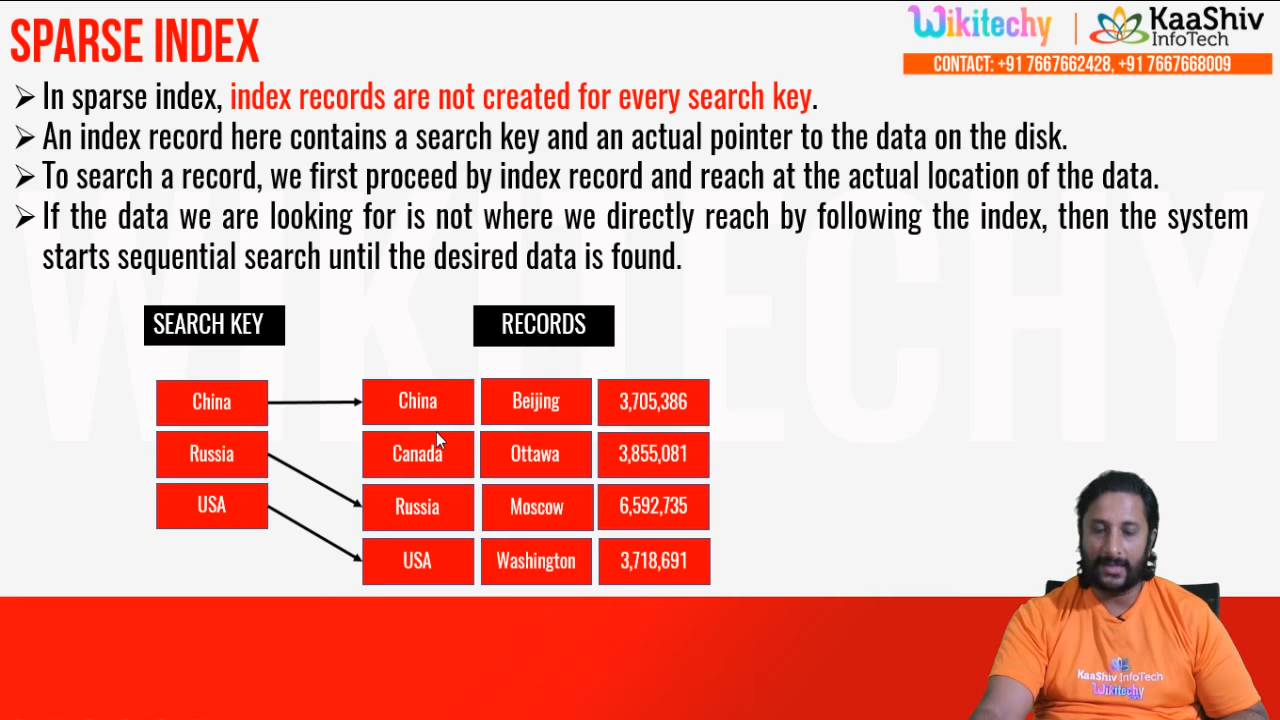 SPARSE INDEX
Wikitechy
KaaShiv
InfoTech
CONTACT: +91 7667662428, +91 7667668009
➢ In sparse index, index records are not created for every search key.
➢ An index record here contains a search key and an actual pointer to the data on the disk.
➢ To search a record, we first proceed by index record and reach at the actual location of the data.
➢ If the data we are looking for is not where we directly reach by following the index, then the system
starts sequential search until the desired data is found.
WIKITECHY
SEARCH KEY RECORDS
China China Beijing 3,705,386
Russia Canada Ottawa 3,855,081
USA Russia Moscow 6,592,735
USA Washington 3,718,691
KaaShiv InfoTech
Wikitechy